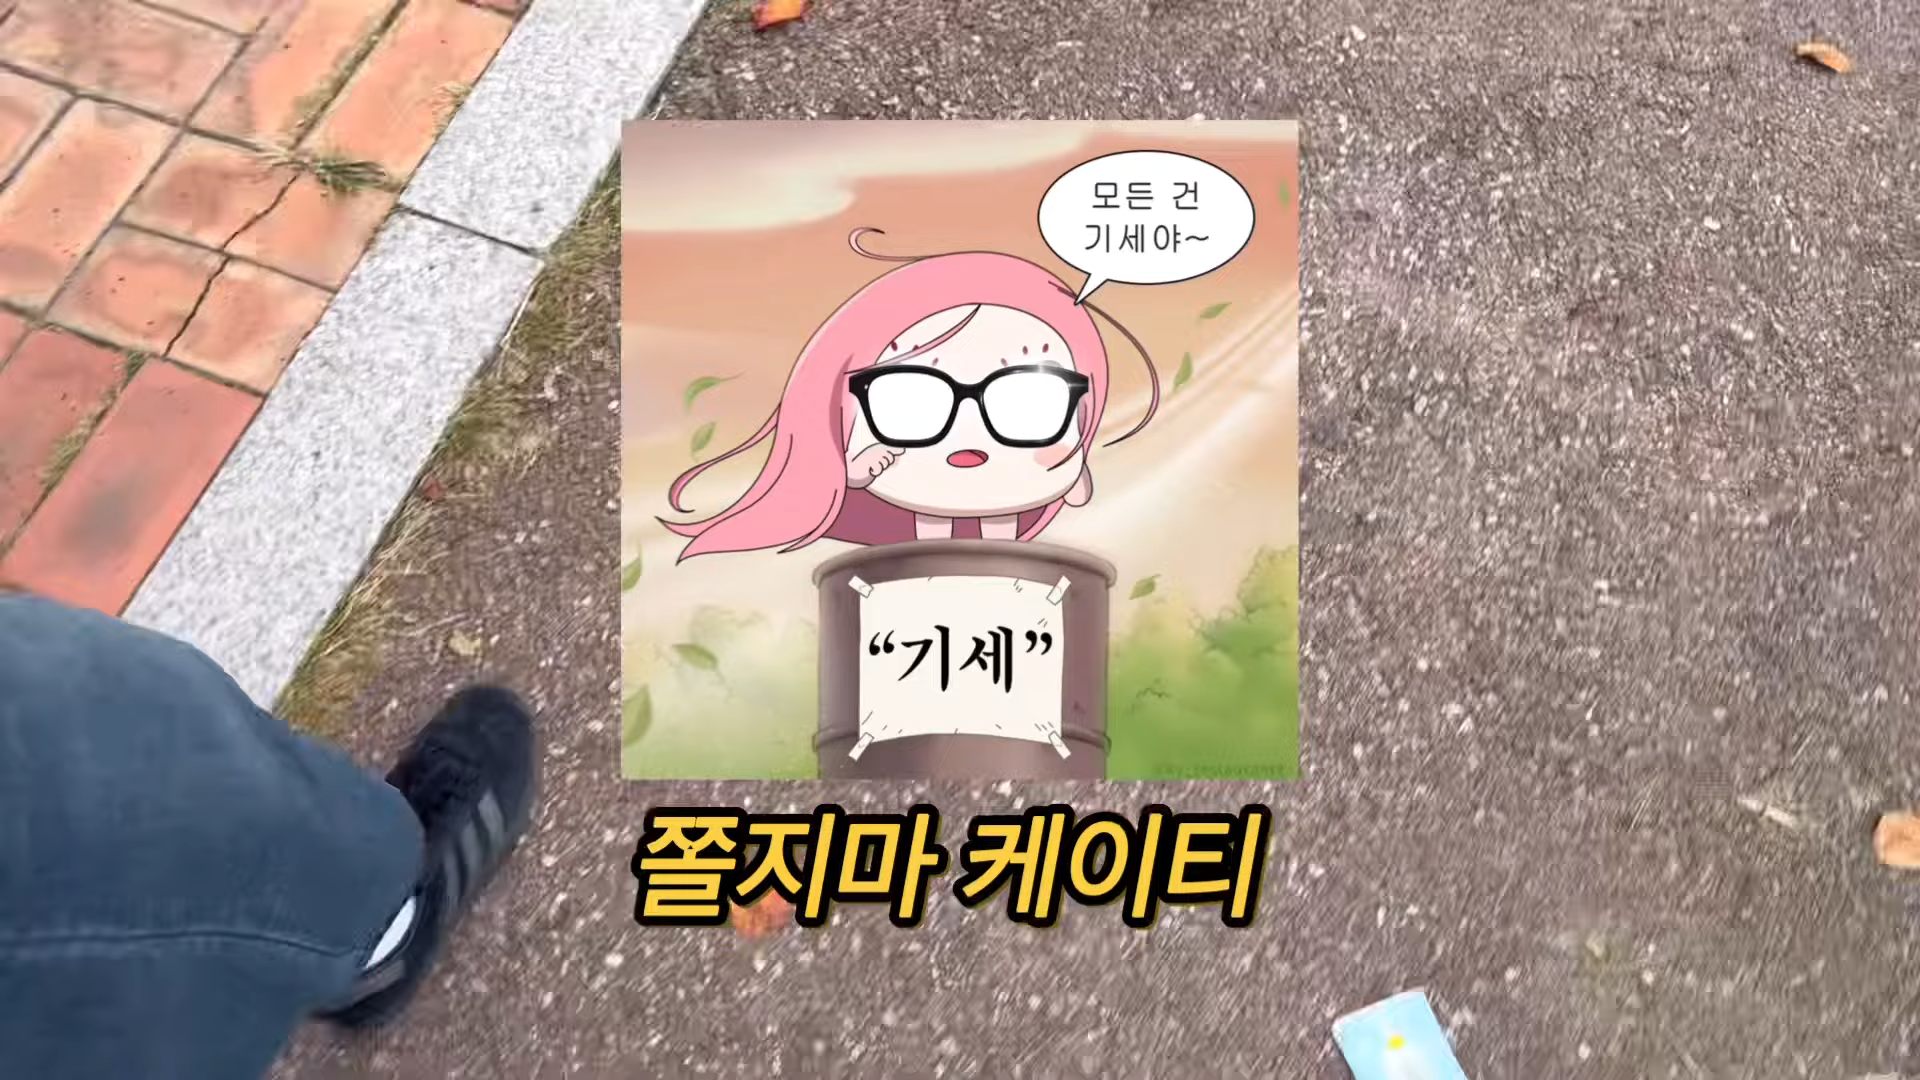 모든 건
기세야~
“기세”
쫄지마 케이티